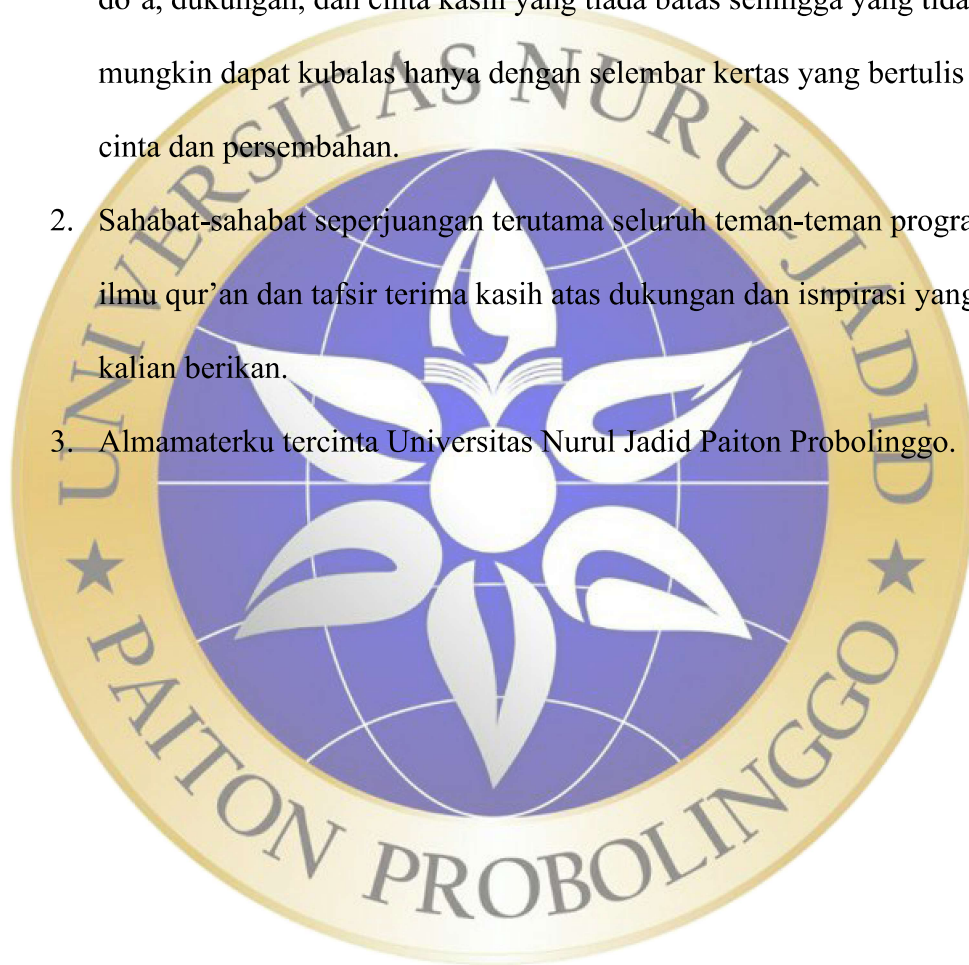 do'a, dukungan, dan cinta kasih yang tiada batas sehingga yang tida
mungkin dapat kubalas hanya dengan selembar kertas yang bertulis
cinta dan persembahan.
2. Sahabat-sahabat seperjuangan terutama seluruh teman-teman progra
ilmu qur’an dan tafsir terima kasih atas dukungan dan isnpirasi yang
kalian berikan.
3. Almamaterku tercinta Universitas Nurul Jadid Paiton Probolinggo.
UNIVERSITAS NURUL JADID
PAITON PROBOLINGGO